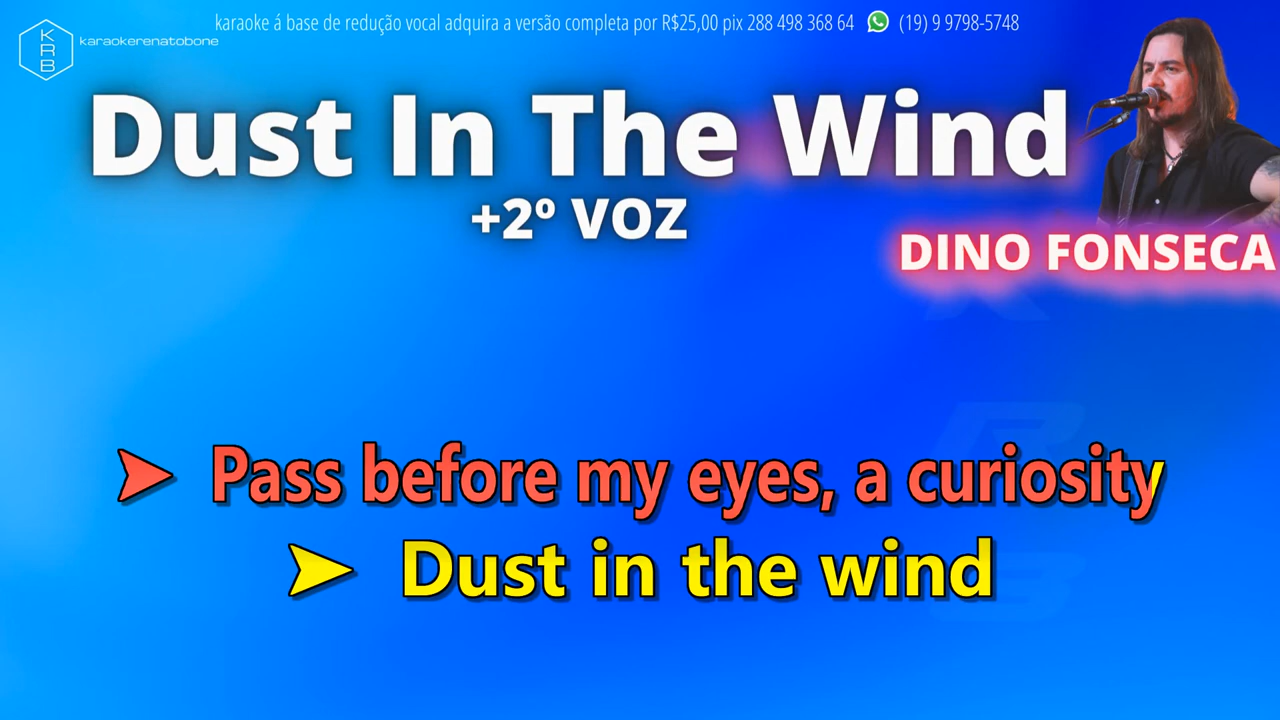 karaoke á base de redução vocal adquira a versão completa por R$25,00 pix 288 498 368 64 (19) 9 9798-5748
KRB
karaokerenatobone
Dust In The Wind
+2º VOZ
DINO FONSECA
➤ Pass before my eyes, a curiosity
➤ Dust in the wind